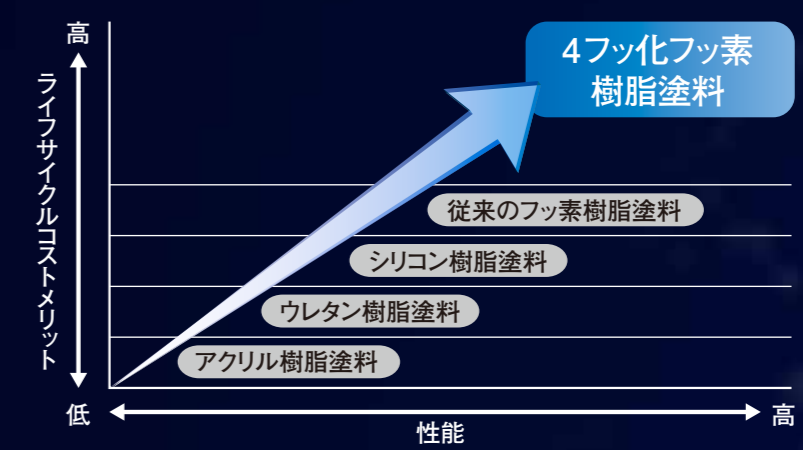 高
ライフサイクルコストメリット
低
4フッ化フッ素
樹脂塗料
従来のフッ素樹脂塗料
シリコン樹脂塗料
ウレタン樹脂塗料
アクリル樹脂塗料
性能
高